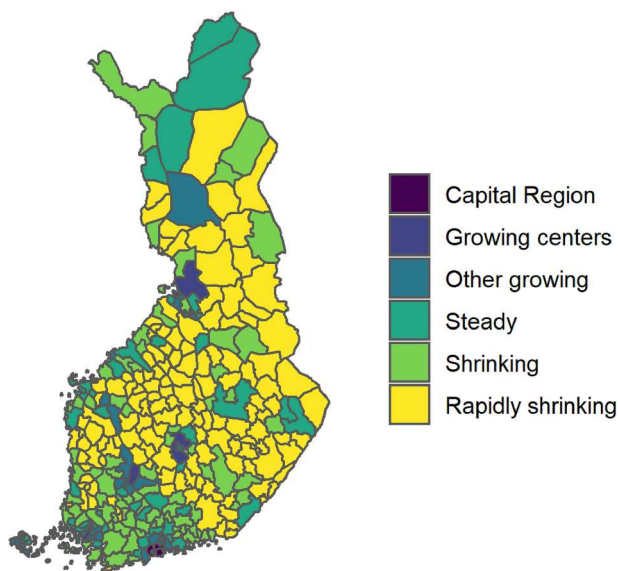 Capital Region
Growing centers
Other growing
Steady
Shrinking
Rapidly shrinking